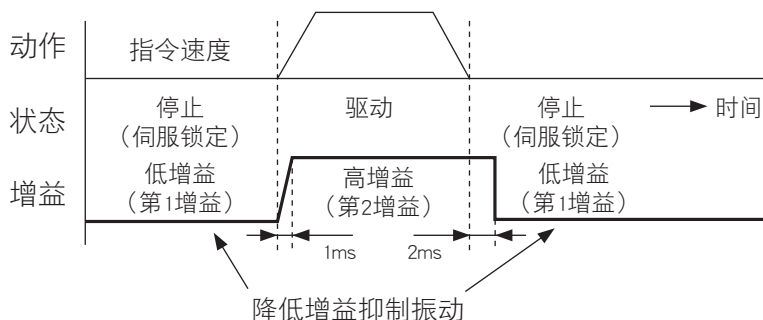 动作
指令速度
状态
停止
（伺服锁定）
驱动
停止
（伺服锁定）
时间
增益
低增益
（第1增益）
高增益
（第2增益）
低增益
（第1增益）
1ms
2ms
降低增益抑制振动